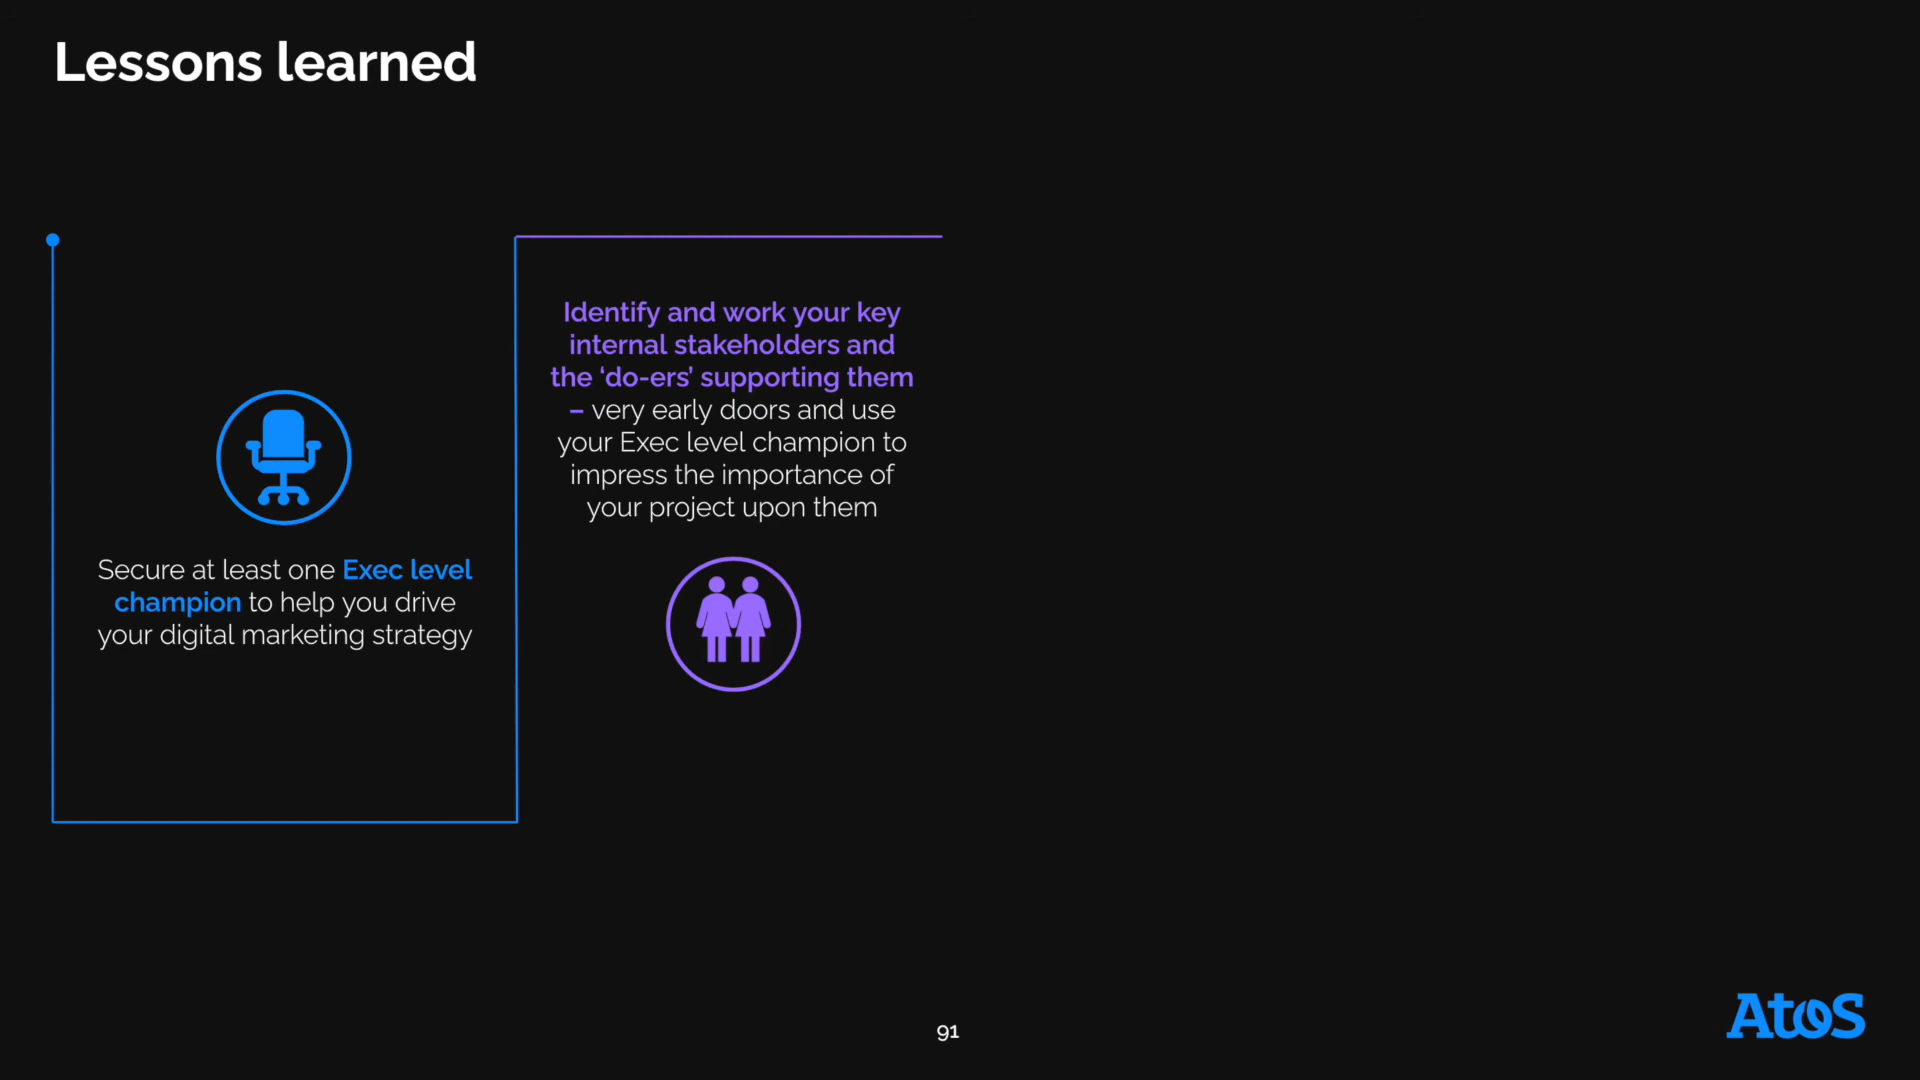 Lessons learned
Secure at least one Exec level
champion to help you drive
your digital marketing strategy
Identify and work your key
internal stakeholders and
the ‘do-ers’ supporting them
– very early doors and use
your Exec level champion to
impress the importance of
your project upon them
91
Atos